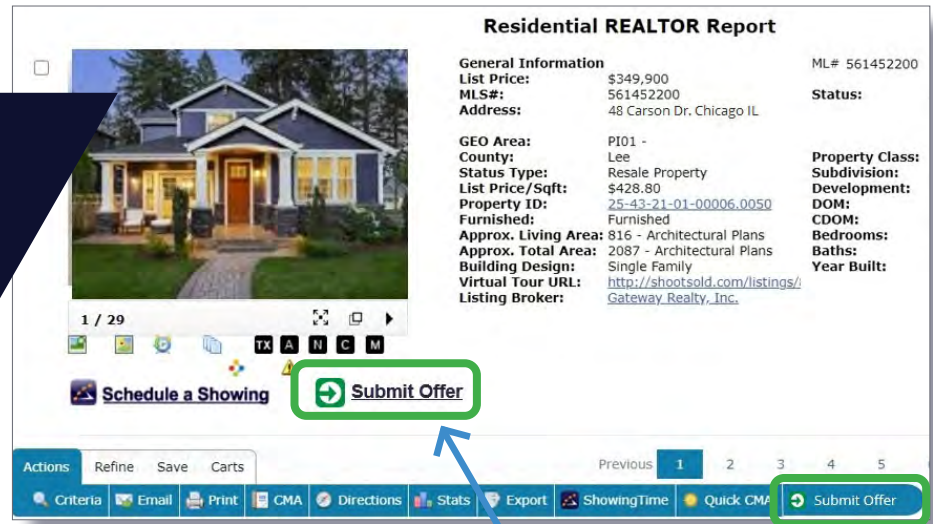 Residential REALTOR Report
General Information
ML# 561452200
List Price: $349,900
MLS#: 561452200
Status:
Address: 48 Carson Dr. Chicago IL
GEO Area: PI01 -
County: Lee
Property Class:
Status Type: Resale Property
Subdivision:
List Price/Sqft: $428.80
Development:
Property ID: 25-43-21-01-00006.0050
DOM:
Furnished: Furnished
CDOM:
Approx. Living Area: 816 - Architectural Plans
Bedrooms:
Approx. Total Area: 2087 - Architectural Plans
Baths:
Building Design: Single Family
Year Built:
Virtual Tour URL: http://shootsold.com/listings/
Listing Broker: Gateway Realty, Inc.
1 / 29
TX A N C M
Schedule a Showing
Submit Offer
Actions Refine Save Carts
Previous 1 2 3 4 5
Criteria Email Print CMA Directions Stats Export ShowingTime Quick CMA Submit Offer